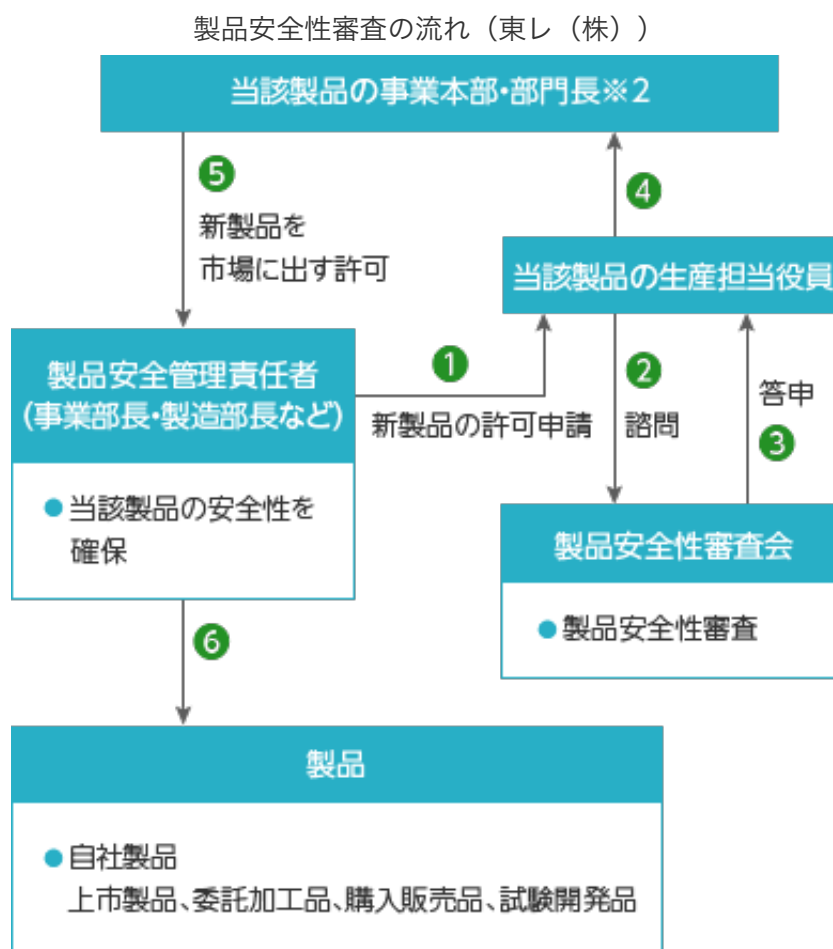 製品安全性審査の流れ（東レ（株））
当該製品の事業本部・部門長※2
5
新製品を
市場に出す許可
4
当該製品の生産担当役員
製品安全管理責任者
(事業部長・製造部長など)
1
新製品の許可申請
2
諮問
答申
3
● 当該製品の安全性を
確保
製品安全性審査会
● 製品安全性審査
6
製品
● 自社製品
上市製品、委託加工品、購入販売品、試験開発品